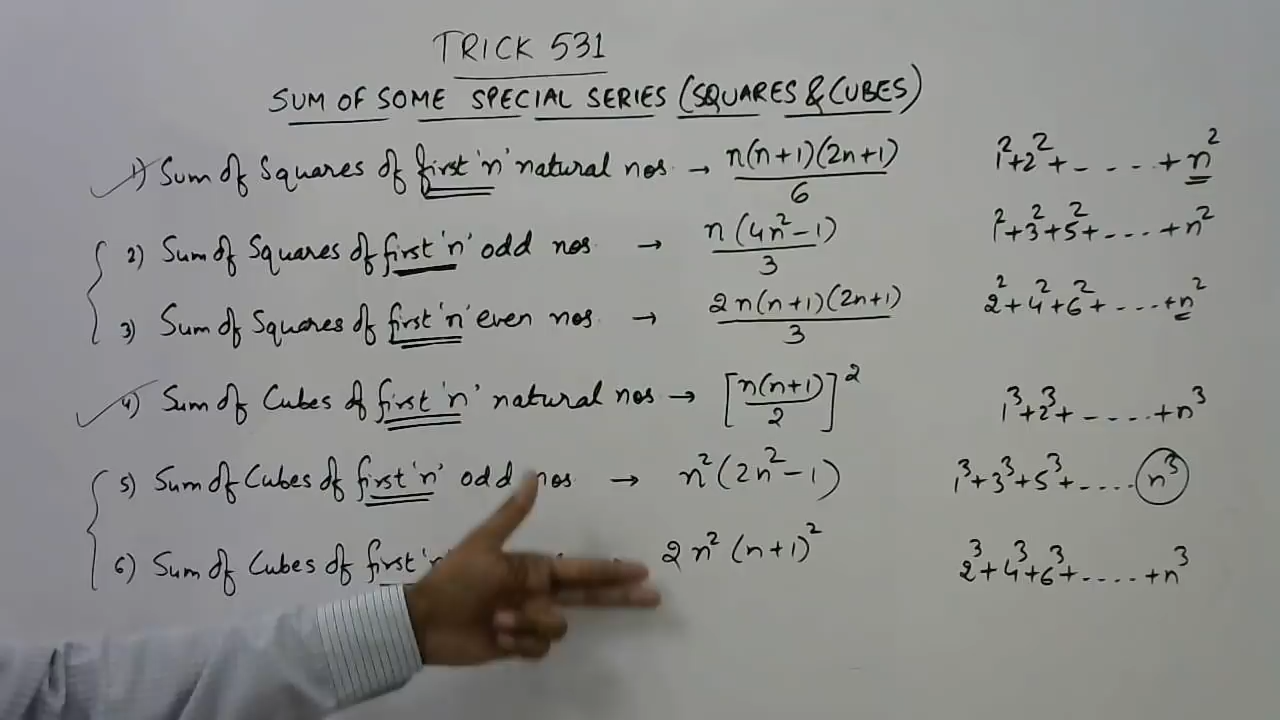 TRICK 531
SUM OF SOME SPECIAL SERIES (SQUARES & CUBES)
1) Sum of Squares of first 'n' natural nos. → n(n+1)(2n+1)/6 1²+2²+-...+n²
2) Sum of Squares of first 'n' odd nos → n(4n²-1)/3 1²+3²+5²+-...+n²
3) Sum of Squares of first 'n' even nos. → 2n(n+1)(2n+1)/3 2²+4²+6²+-...+n²
4) Sum of Cubes of first 'n' natural nos → [n(n+1)/2]² 1³+2³+-....+n³
5) Sum of Cubes of first 'n' odd nos → n²(2n²-1) 1³+3³+5³+-.... n³
6) Sum of Cubes of first 2n²(n+1)² 2³+4³+6³+.....+n³